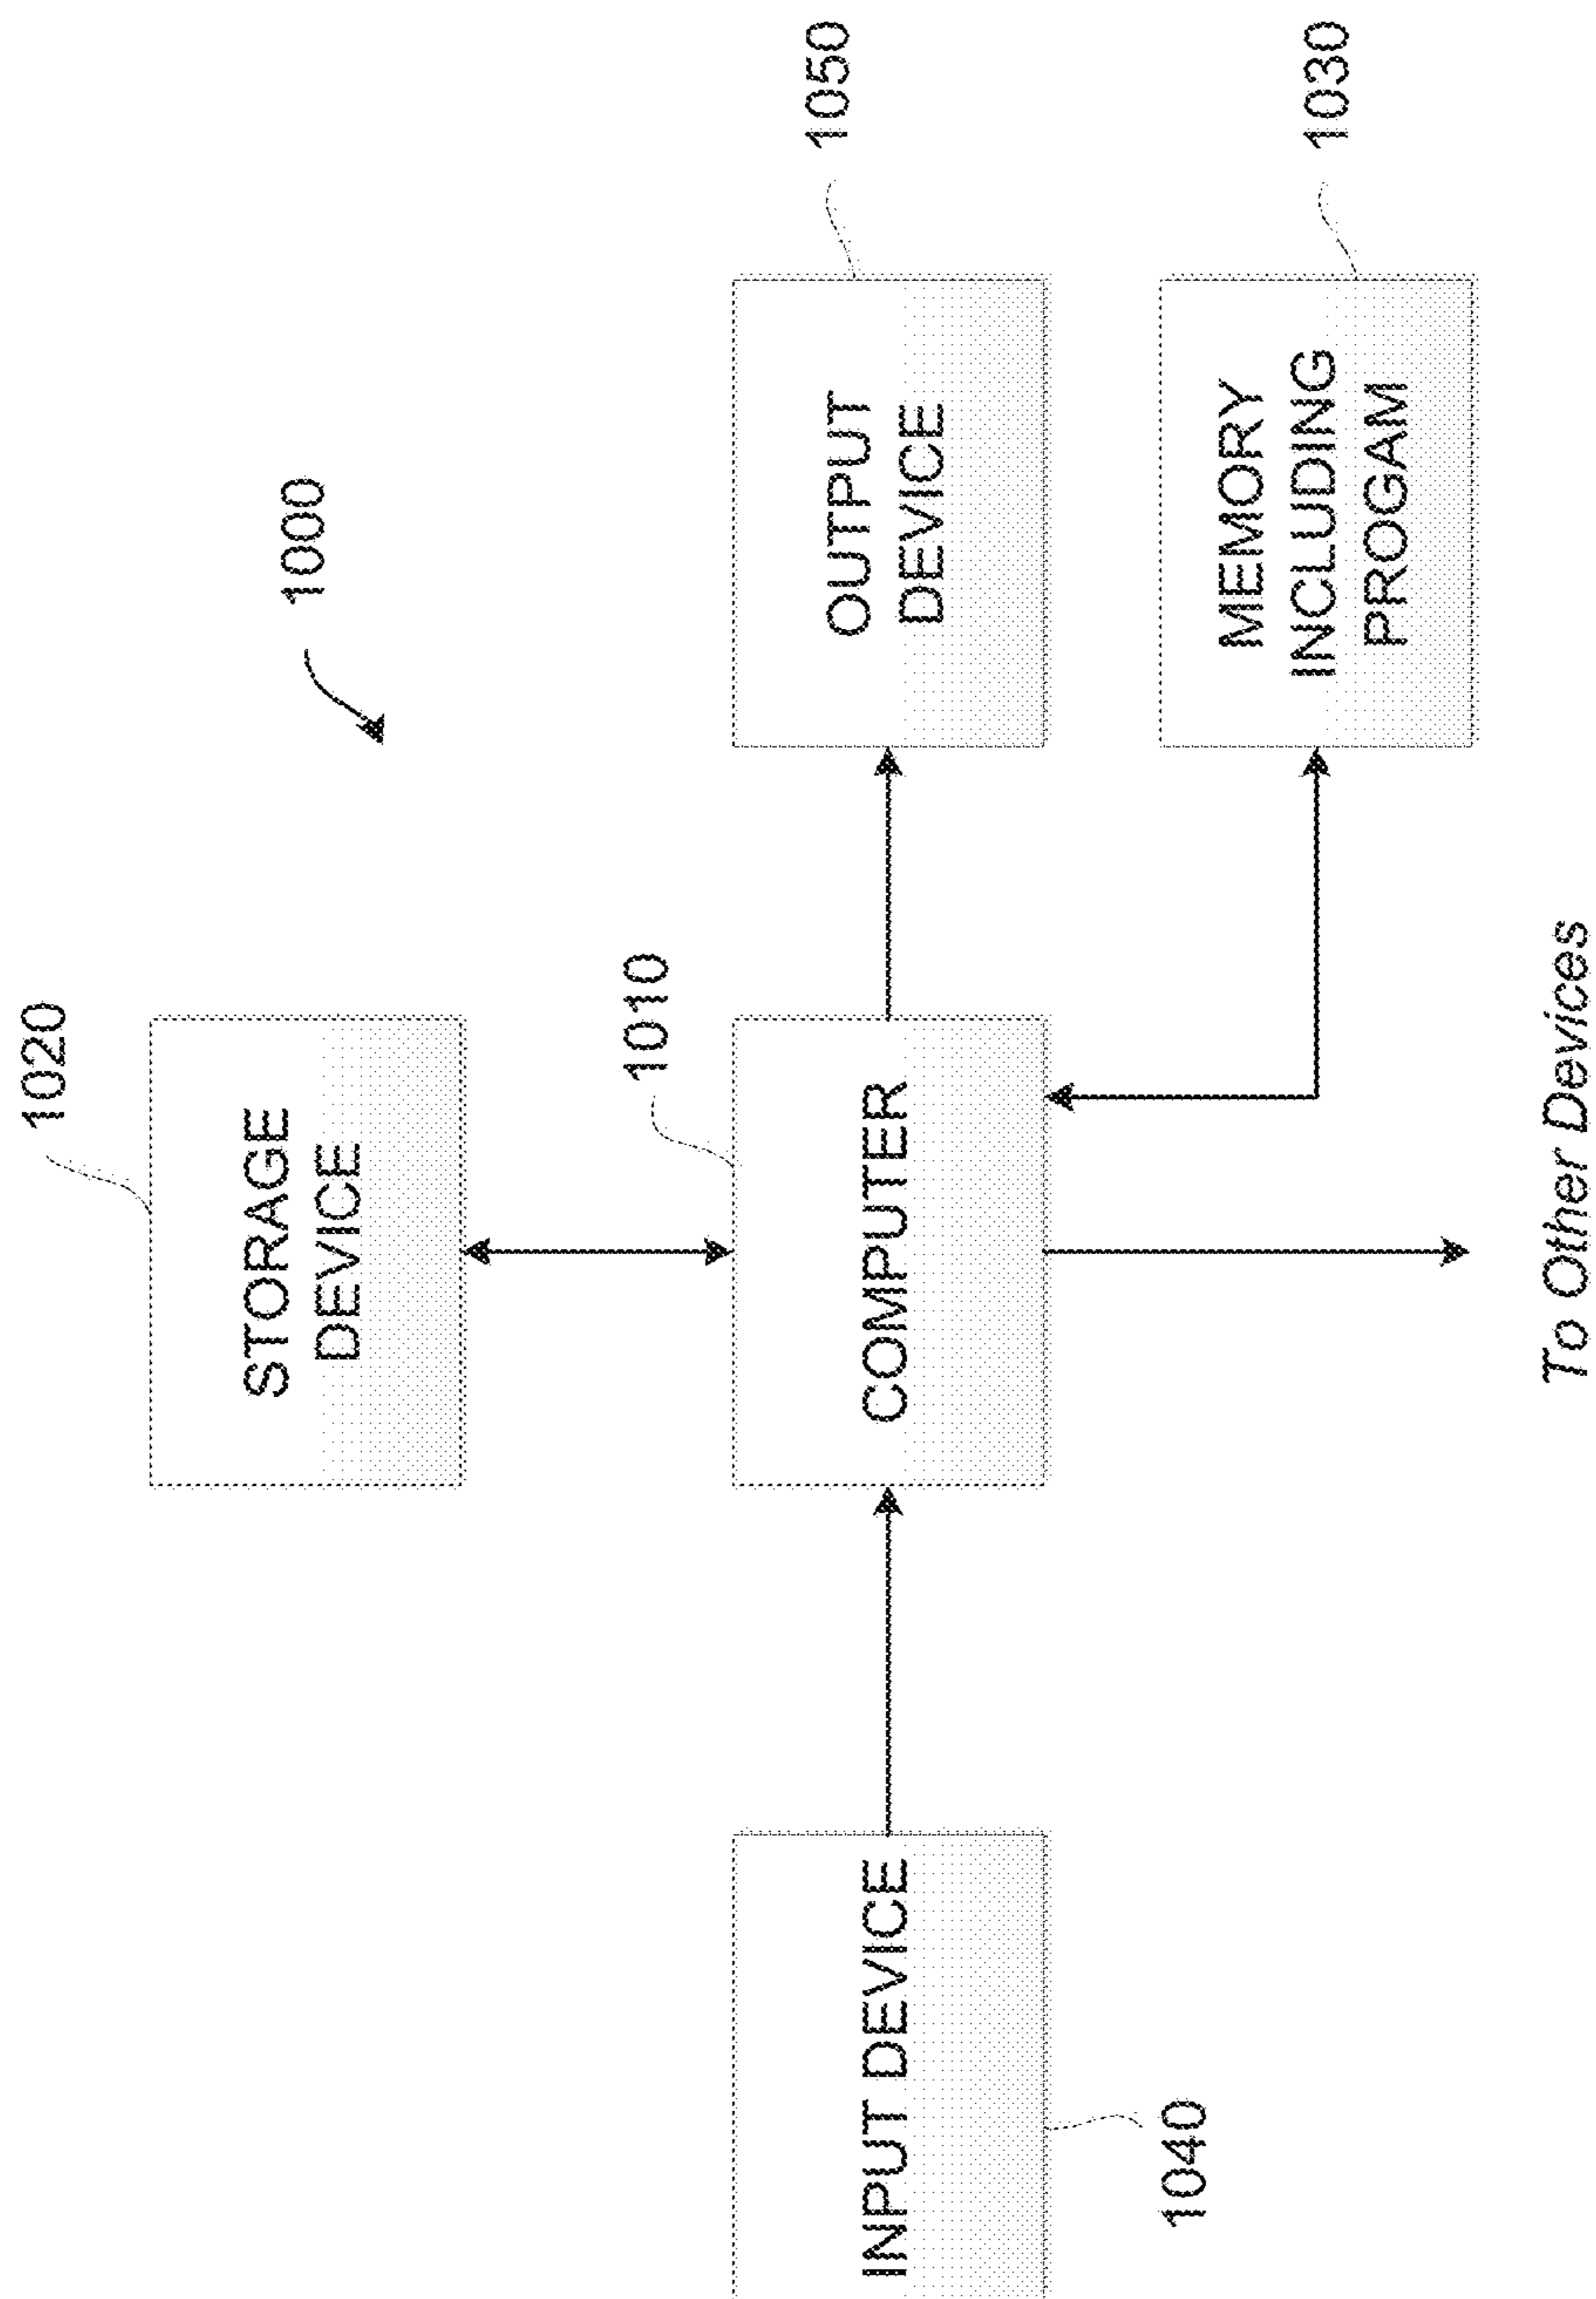 1020
STORAGE
DEVICE
1000
1010
INPUT DEVICE
COMPUTER
OUTPUT
DEVICE
1050
1040
MEMORY
INCLUDING
PROGAM
1030
To Other Devices